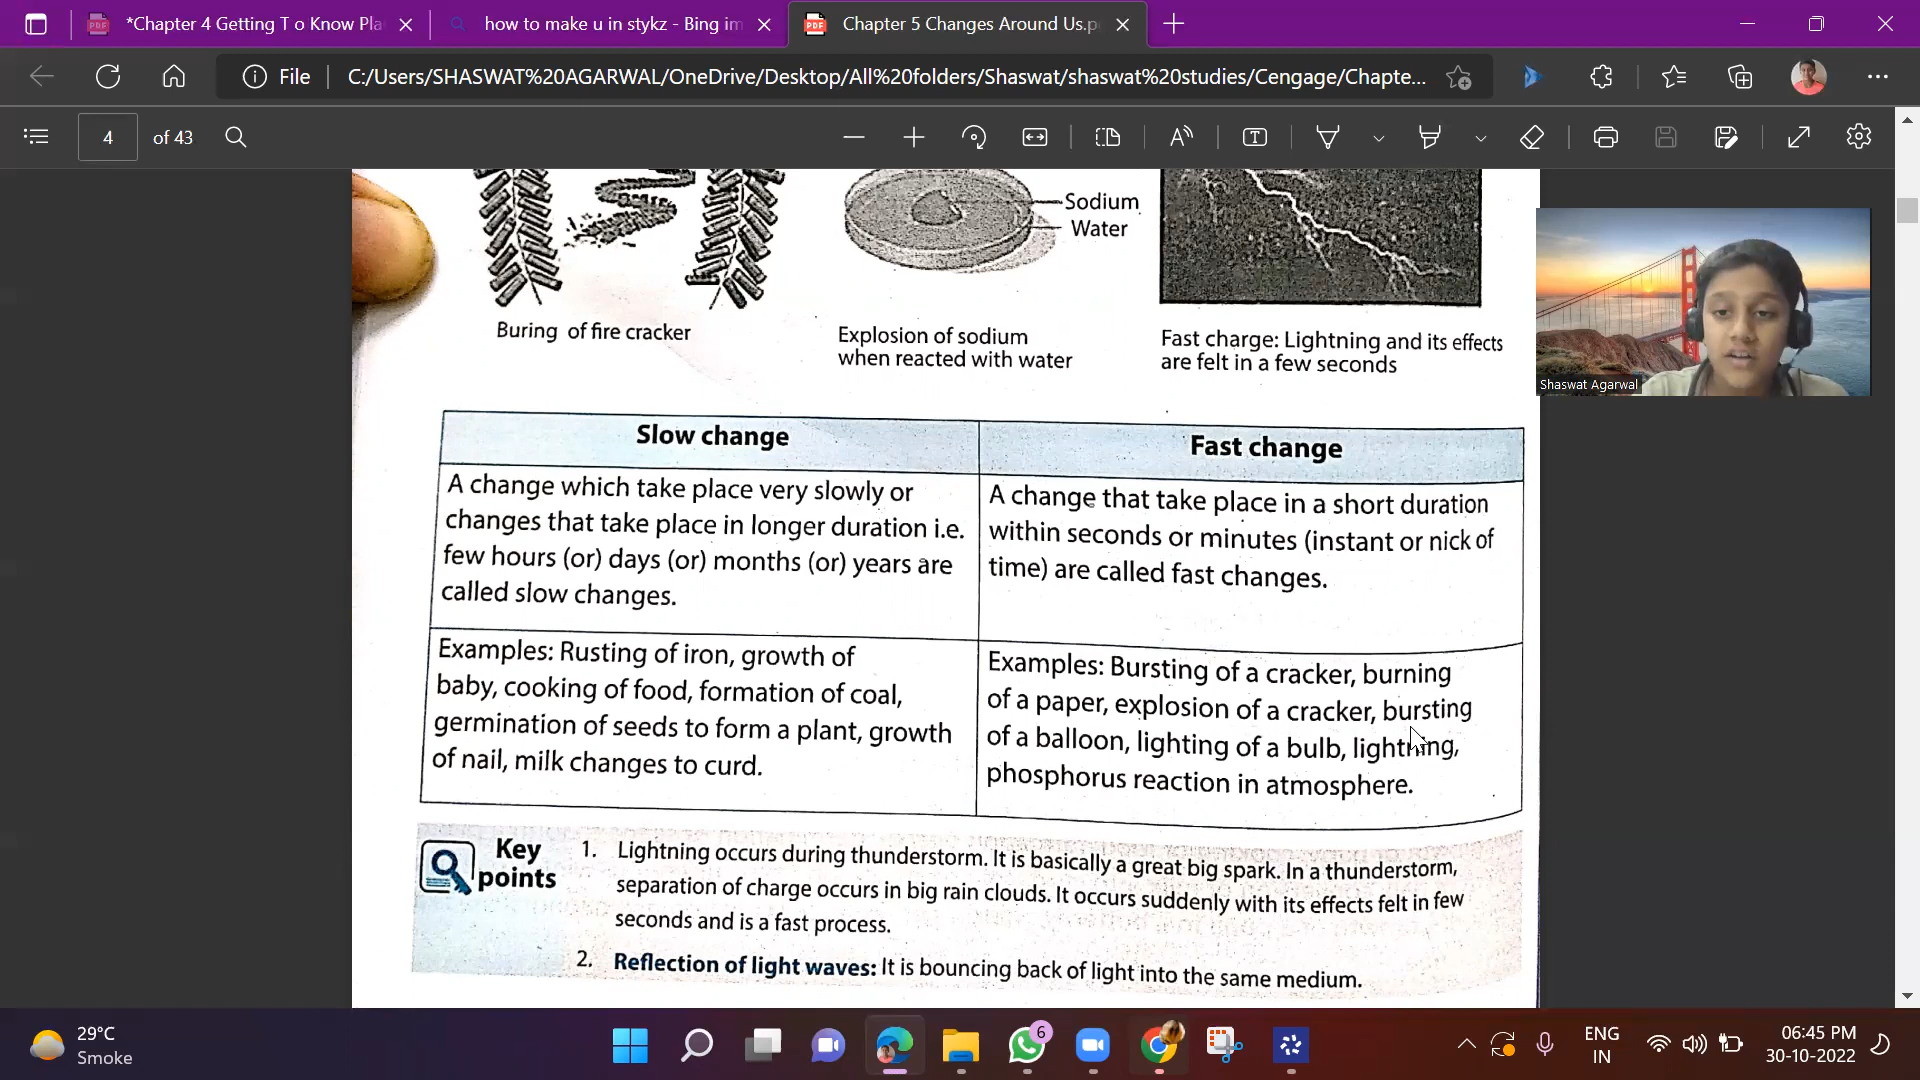 *Chapter 4 Getting T o Know Pla
how to make u in stykz - Bing im
Chapter 5 Changes Around Us.p
File
C:/Users/SHASWAT%20AGARWAL/OneDrive/Desktop/All%20folders/Shaswat/shaswat%20studies/Cengage/Chapte...
4 of 43
Sodium
Water
Buring of fire cracker
Explosion of sodium
when reacted with water
Fast charge: Lightning and its effects
are felt in a few seconds
Shaswat Agarwal
Slow change
Fast change
A change which take place very slowly or
changes that take place in longer duration i.e.
few hours (or) days (or) months (or) years are
called slow changes.
A change that take place in a short duration
within seconds or minutes (instant or nick of
time) are called fast changes.
Examples: Rusting of iron, growth of
baby, cooking of food, formation of coal,
germination of seeds to form a plant, growth
of nail, milk changes to curd.
Examples: Bursting of a cracker, burning
of a paper, explosion of a cracker, bursting
of a balloon, lighting of a bulb, lightning,
phosphorus reaction in atmosphere.
Key
points
1. Lightning occurs during thunderstorm. It is basically a great big spark. In a thunderstorm,
separation of charge occurs in big rain clouds. It occurs suddenly with its effects felt in few
seconds and is a fast process.
2. Reflection of light waves: It is bouncing back of light into the same medium.
29°C
Smoke
6
ENG
IN
06:45 PM
30-10-2022